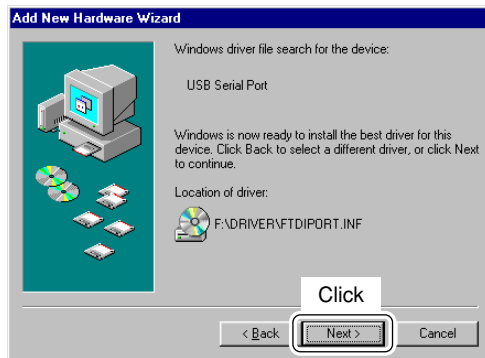 Add New Hardware Wizard
Windows driver file search for the device:
USB Serial Port
Windows is now ready to install the best driver for this
device. Click Back to select a different driver, or click Next
to continue.
Location of driver:
F:\DRIVER\FTDIPORT.INF
Click
< Back Next > Cancel